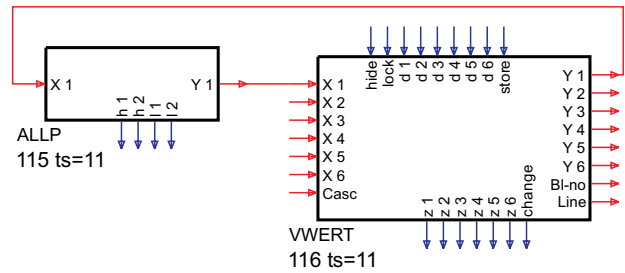 X 1
Y 1
h 1
h 2
l 1
l 2
ALLP
115 ts=11
hide
lock
d 1
d 2
d 3
d 4
d 5
d 6
store
X 1
X 2
X 3
X 4
X 5
X 6
Casc
Y 1
Y 2
Y 3
Y 4
Y 5
Y 6
Bl-no
Line
z 1
z 2
z 3
z 4
z 5
z 6
change
VWERT
116 ts=11